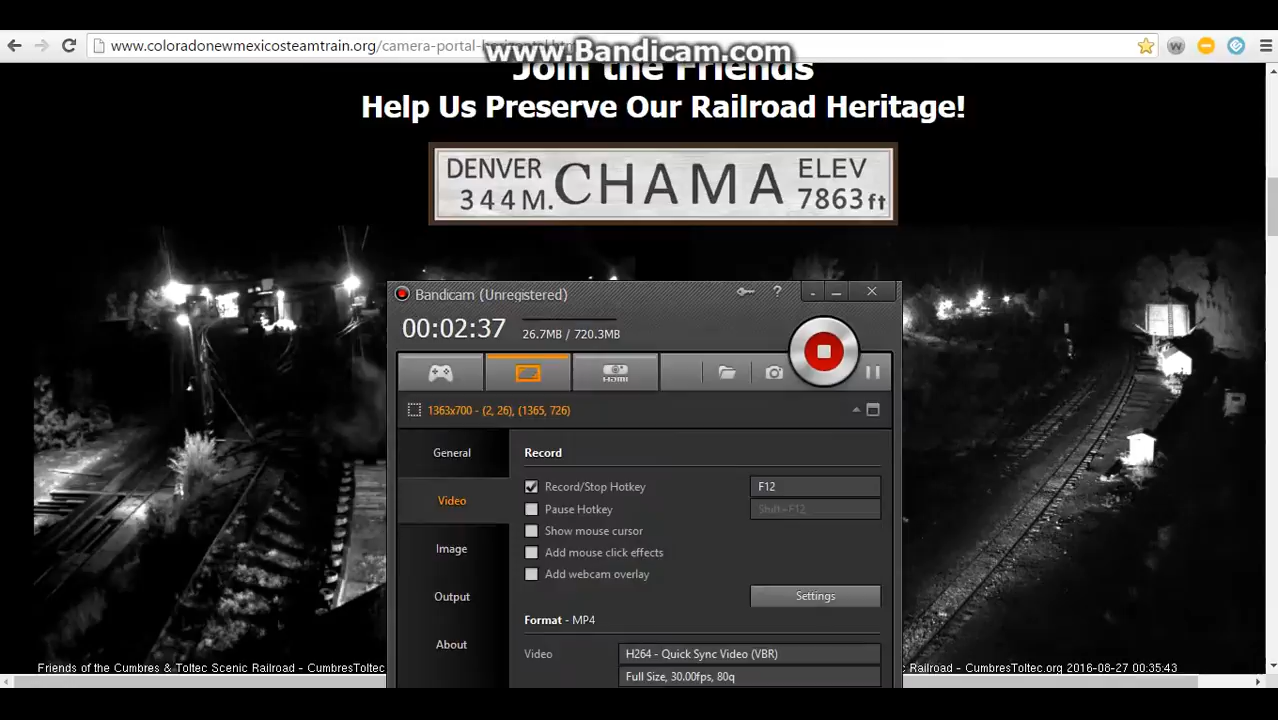 www.coloradonewmexicosteamtrain.org/camera-portal-horizontal.htm
www.Bandicam.com
Join the Friends
Help Us Preserve Our Railroad Heritage!
DENVER 344M. CHAMA ELEV 7863 ft
Bandicam (Unregistered)
?
00:02:37
26.7MB / 720.3MB
HDMI
1363x700 - (2, 26), (1365, 726)
General
Video
Image
Output
About
Record
Record/Stop Hotkey
F12
Pause Hotkey
Shift+F12
Show mouse cursor
Add mouse click effects
Add webcam overlay
Settings
Format - MP4
Video
H264 - Quick Sync Video (VBR)
Full Size, 30.00fps, 80q
Friends of the Cumbres & Toltec Scenic Railroad - CumbresToltec
c Railroad - CumbresToltec.org 2016-08-27 00:35:43